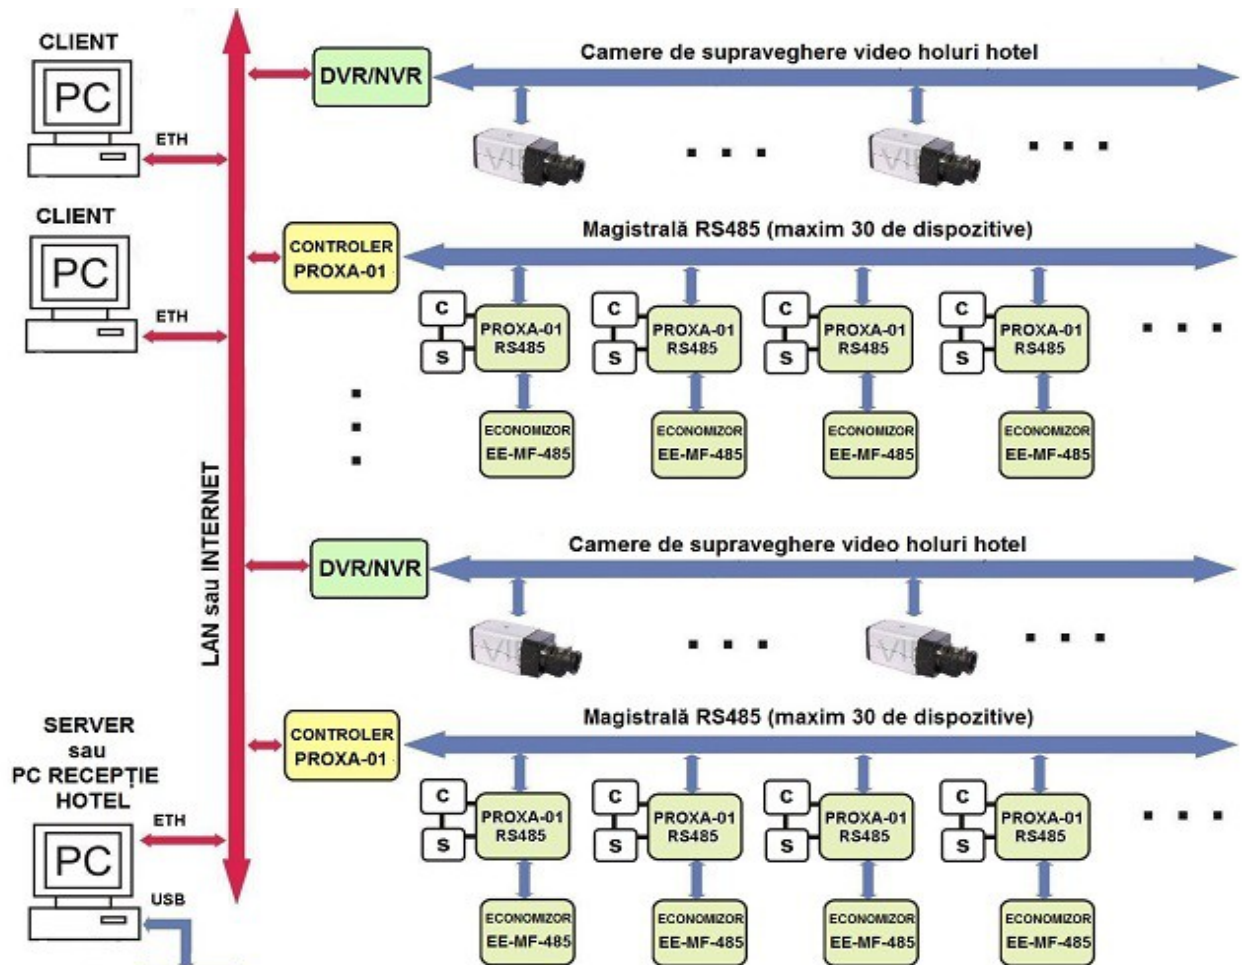 CLIENT
PC
ETH
DVR/NVR
Camere de supraveghere video holuri hotel
CLIENT
PC
ETH
CONTROLER
PROXA-01
Magistrală RS485 (maxim 30 de dispozitive)
C
S
PROXA-01
RS485
C
S
PROXA-01
RS485
C
S
PROXA-01
RS485
C
S
PROXA-01
RS485
ECONOMIZOR
EE-MF-485
ECONOMIZOR
EE-MF-485
ECONOMIZOR
EE-MF-485
ECONOMIZOR
EE-MF-485
LAN sau INTERNET
DVR/NVR
Camere de supraveghere video holuri hotel
SERVER
sau
PC RECEPȚIE
HOTEL
PC
ETH
USB
CONTROLER
PROXA-01
Magistrală RS485 (maxim 30 de dispozitive)
C
S
PROXA-01
RS485
C
S
PROXA-01
RS485
C
S
PROXA-01
RS485
C
S
PROXA-01
RS485
ECONOMIZOR
EE-MF-485
ECONOMIZOR
EE-MF-485
ECONOMIZOR
EE-MF-485
ECONOMIZOR
EE-MF-485